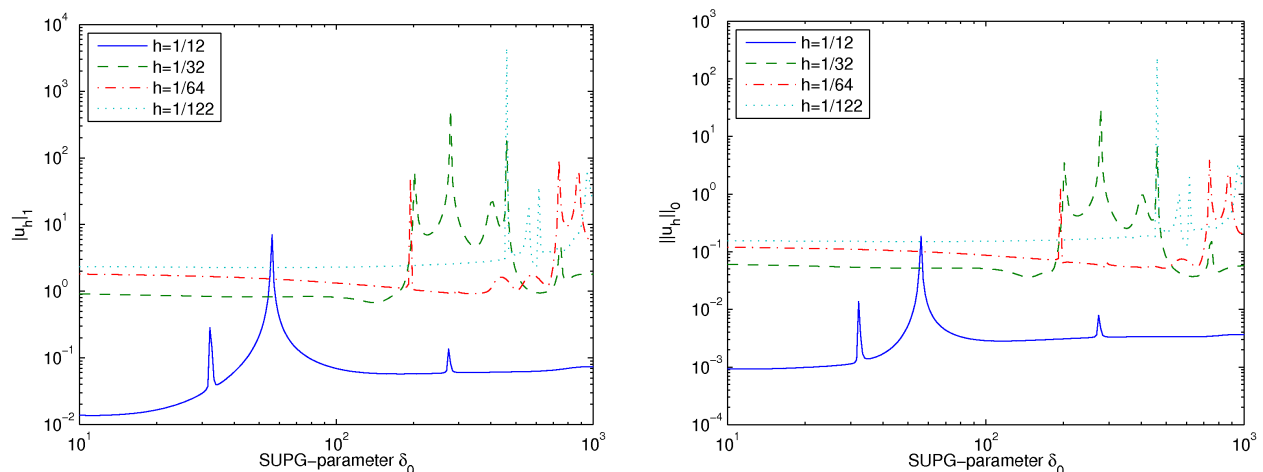 10^4
10^3
10^2
10^1
10^0
10^-1
10^-2
|u_h|_1
h=1/12
h=1/32
h=1/64
h=1/122
10^1
10^2
10^3
SUPG-parameter δ_0
10^3
10^2
10^1
10^0
10^-1
10^-2
10^-3
10^-4
||u_h||_0
h=1/12
h=1/32
h=1/64
h=1/122
10^1
10^2
10^3
SUPG-parameter δ_0